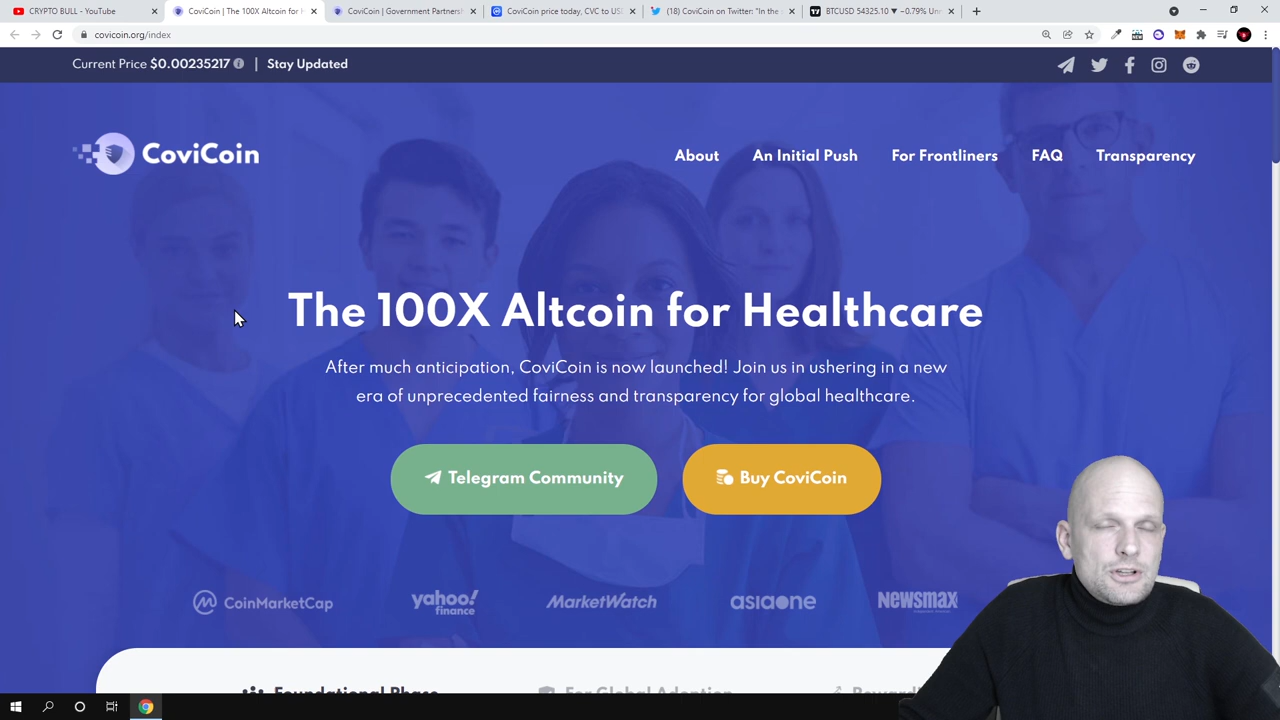 CRYPTO BULL - YouTube
CoviCoin | The 100X Altcoin for H
CoviCoin | Government Partnersh
CoviCoin price today, CVC to US
(18) CoviCoin on Twitter: "In the
BTCUSD 54325.10 ▼ −0.79% Un
covicoin.org/index
Current Price $0.00235217 | Stay Updated
CoviCoin
About
An Initial Push
For Frontliners
FAQ
Transparency
The 100X Altcoin for Healthcare
After much anticipation, CoviCoin is now launched! Join us in ushering in a new
era of unprecedented fairness and transparency for global healthcare.
Telegram Community
Buy CoviCoin
CoinMarketCap
yahoo! finance
MarketWatch
asiaone
NEWSMAX
Foundational Phase
For Global Adoption